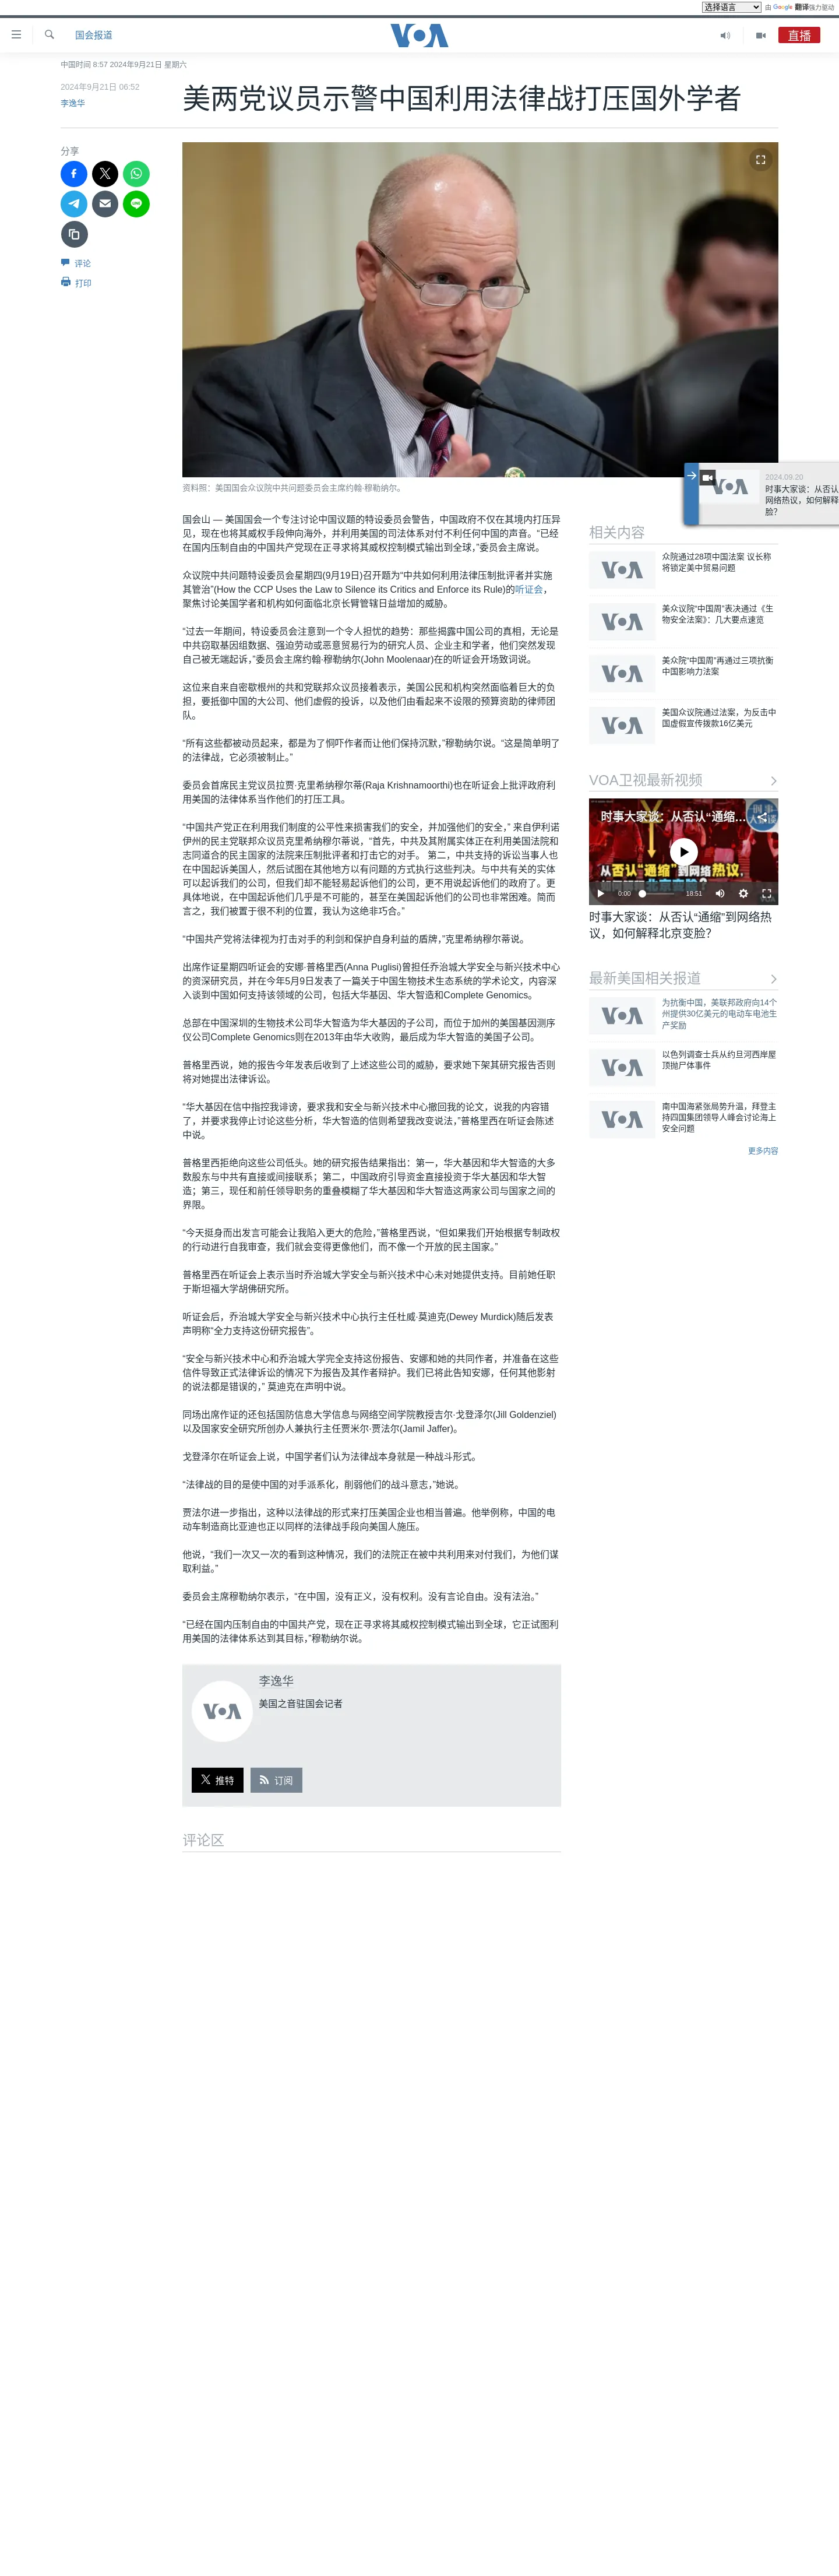 选择语言 由 Google 翻译强力驱动
国会报道
VOA
直播
中国时间 8:57 2024年9月21日 星期六
2024年9月21日 06:52
李逸华
美两党议员示警中国利用法律战打压国外学者
分享
评论
打印
资料照：美国国会众议院中共问题委员会主席约翰·穆勒纳尔。
2024.09.20
时事大家谈：从否认
网络热议，如何解释
脸？
国会山 — 美国国会一个专注讨论中国议题的特设委员会警告，中国政府不仅在其境内打压异
见，现在也将其威权手段伸向海外，并利用美国的司法体系对付不利任何中国的声音。“已经
在国内压制自由的中国共产党现在正寻求将其威权控制模式输出到全球，”委员会主席说。
众议院中共问题特设委员会星期四(9月19日)召开题为“中共如何利用法律压制批评者并实施
其管治”(How the CCP Uses the Law to Silence its Critics and Enforce its Rule)的听证会，
聚焦讨论美国学者和机构如何面临北京长臂管辖日益增加的威胁。
“过去一年期间，特设委员会注意到一个令人担忧的趋势：那些揭露中国公司的真相，无论是
中共窃取基因组数据、强迫劳动或不恶意贸易行为的研究人员、企业主和学者，他们突然发现
自己被无端起诉，”委员会主席约翰·穆勒纳尔(John Moolenaar)在的听证会开场致词说。
这位来自来自密歇根州的共和党联邦众议员接着表示，美国公民和机构突然面临着巨大的负
担，要抵御中国的大公司、他们虚假的投诉，以及他们由看起来不设限的预算资助的律师团
队。
“所有这些都被动员起来，都是为了恫吓作者而让他们保持沉默，”穆勒纳尔说。“这是简单明了
的法律战，它必须被制止。”
委员会首席民主党议员拉贾·克里希纳穆尔蒂(Raja Krishnamoorthi)也在听证会上批评政府利
用美国的法律体系当作他们的打压工具。
“中国共产党正在利用我们制度的公平性来损害我们的安全，并加强他们的安全，” 来自伊利诺
伊州的民主党联邦众议员克里希纳穆尔蒂说，“首先，中共及其附属实体正在利用美国法院和
志同道合的民主国家的法院来压制批评者和打击它的对手。 第二，中共支持的诉讼当事人也
在中国起诉美国人，然后试图在其他地方以有问题的方式执行这些判决。与中共有关的实体
可以起诉我们的公司，但我们却不能轻易起诉他们的公司，更不用说起诉他们的政府了。更
具体地说，在中国起诉他们几乎是不可能的，甚至在美国起诉他们的公司也非常困难。简而
言之，我们被置于很不利的位置，我认为这绝非巧合。”
“中国共产党将法律视为打击对手的利剑和保护自身利益的盾牌，”克里希纳穆尔蒂说。
出席作证星期四听证会的安娜·普格里西(Anna Puglisi)曾担任乔治城大学安全与新兴技术中心
的资深研究员，并在今年5月9日发表了一篇关于中国生物技术生态系统的学术论文，内容深
入谈到中国如何支持该领域的公司，包括大华基因、华大智造和Complete Genomics。
总部在中国深圳的生物技术公司华大智造为华大基因的子公司，而位于加州的美国基因测序
仪公司Complete Genomics则在2013年由华大收购，最后成为华大智造的美国子公司。
普格里西说，她的报告今年发表后收到了上述这些公司的威胁，要求她下架其研究报告否则
将对她提出法律诉讼。
“华大基因在信中指控我诽谤，要求我和安全与新兴技术中心撤回我的论文，说我的内容错
了，并要求我停止讨论这些分析，华大智造的信则希望我改变说法，”普格里西在听证会陈述
中说。
普格里西拒绝向这些公司低头。她的研究报告结果指出：第一，华大基因和华大智造的大多
数股东与中共有直接或间接联系；第二，中国政府引导资金直接投资于华大基因和华大智
造；第三，现任和前任领导职务的重叠模糊了华大基因和华大智造这两家公司与国家之间的
界限。
“今天挺身而出发言可能会让我陷入更大的危险，”普格里西说，“但如果我们开始根据专制政权
的行动进行自我审查，我们就会变得更像他们，而不像一个开放的民主国家。”
普格里西在听证会上表示当时乔治城大学安全与新兴技术中心未对她提供支持。目前她任职
于斯坦福大学胡佛研究所。
听证会后，乔治城大学安全与新兴技术中心执行主任杜威·莫迪克(Dewey Murdick)随后发表
声明称“全力支持这份研究报告”。
“安全与新兴技术中心和乔治城大学完全支持这份报告、安娜和她的共同作者，并准备在这些
信件导致正式法律诉讼的情况下为报告及其作者辩护。我们已将此告知安娜，任何其他影射
的说法都是错误的，” 莫迪克在声明中说。
同场出席作证的还包括国防信息大学信息与网络空间学院教授吉尔·戈登泽尔(Jill Goldenziel)
以及国家安全研究所创办人兼执行主任贾米尔·贾法尔(Jamil Jaffer)。
戈登泽尔在听证会上说，中国学者们认为法律战本身就是一种战斗形式。
“法律战的目的是使中国的对手派系化，削弱他们的战斗意志，”她说。
贾法尔进一步指出，这种以法律战的形式来打压美国企业也相当普遍。他举例称，中国的电
动车制造商比亚迪也正以同样的法律战手段向美国人施压。
他说，“我们一次又一次的看到这种情况，我们的法院正在被中共利用来对付我们，为他们谋
取利益。”
委员会主席穆勒纳尔表示，“在中国，没有正义，没有权利。没有言论自由。没有法治。”
“已经在国内压制自由的中国共产党，现在正寻求将其威权控制模式输出到全球，它正试图利
用美国的法律体系达到其目标，”穆勒纳尔说。
李逸华
VOA
美国之音驻国会记者
推特
订阅
评论区
相关内容
VOA
众院通过28项中国法案 议长称
将锁定美中贸易问题
VOA
美众议院“中国周”表决通过《生
物安全法案》：几大要点速览
VOA
美众院“中国周”再通过三项抗衡
中国影响力法案
VOA
美国众议院通过法案，为反击中
国虚假宣传拨款16亿美元
VOA卫视最新视频
时事大家谈：从否认“通缩...
时事
大家谈
从否认“通缩”到网络热议，
0:00
18:51
时事大家谈：从否认“通缩”到网络热
议，如何解释北京变脸？
最新美国相关报道
VOA
为抗衡中国，美联邦政府向14个
州提供30亿美元的电动车电池生
产奖励
VOA
以色列调查士兵从约旦河西岸屋
顶抛尸体事件
VOA
南中国海紧张局势升温，拜登主
持四国集团领导人峰会讨论海上
安全问题
更多内容